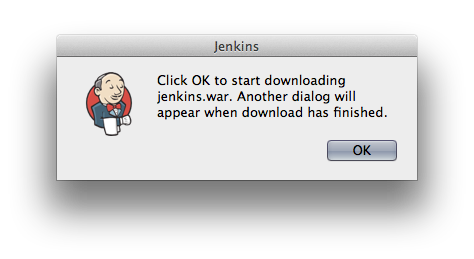 Jenkins
Click OK to start downloading
jenkins.war. Another dialog will
appear when download has finished.
OK